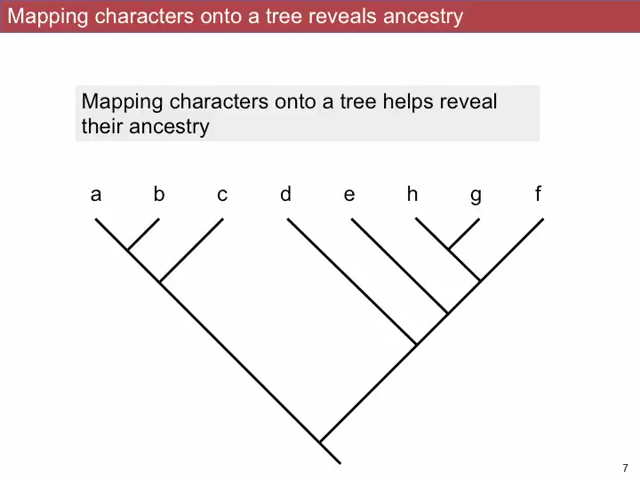 Mapping characters onto a tree reveals ancestry
Mapping characters onto a tree helps reveal
their ancestry
a b c d e h g f
7